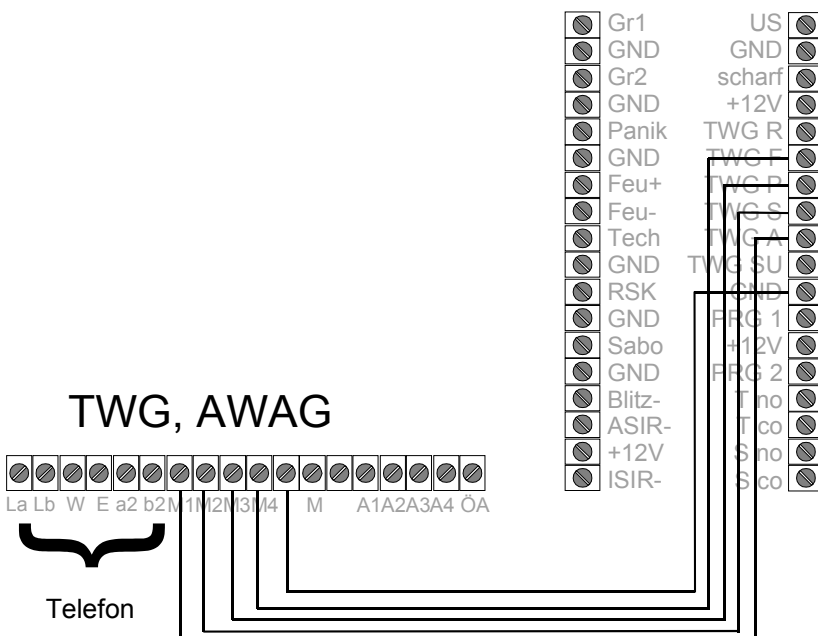 Gr1 US
GND GND
Gr2 scharf
GND +12V
Panik TWG R
GND TWG F
Feu+ TWG P
Feu- TWG S
Tech TWG A
GND TWG SU
RSK GND
GND PRG 1
Sabo +12V
GND PRG 2
Blitz- T no
ASIR- T co
+12V S no
ISIR- S co
TWG, AWAG
La Lb W E a2 b2 M1 M2 M3 M4 M A1 A2 A3 A4 ÖA
Telefon